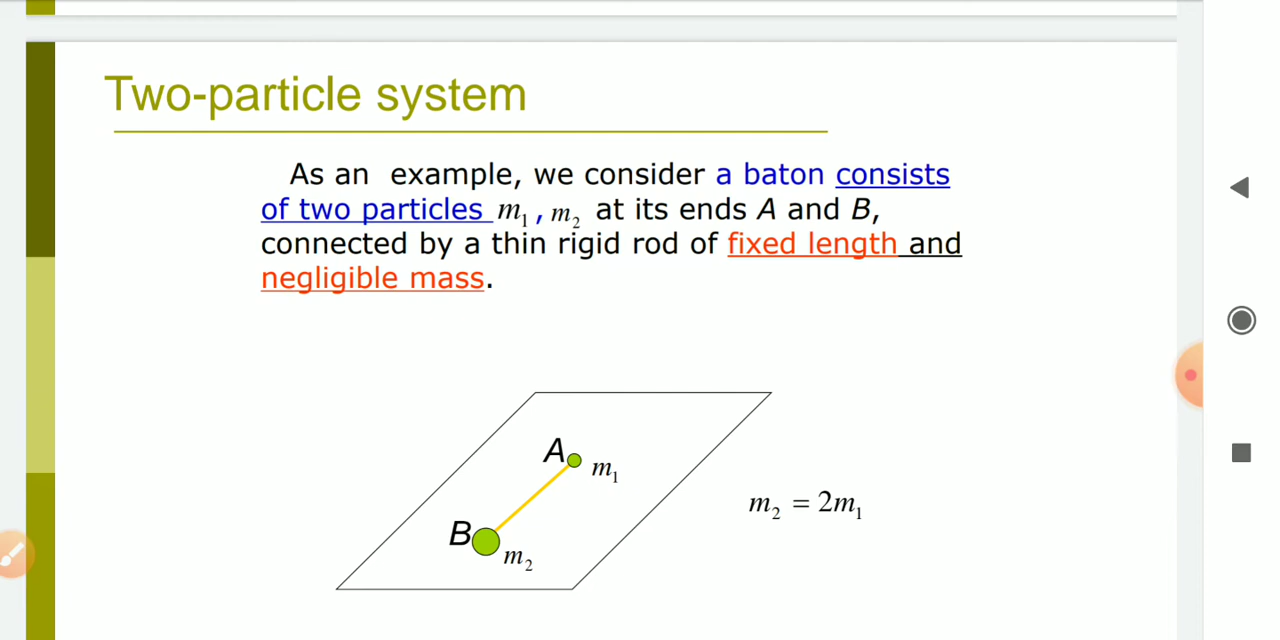 Two-particle system
As an example, we consider a baton consists
of two particles m₁, m₂ at its ends A and B,
connected by a thin rigid rod of fixed length and
negligible mass.
A
m₁
m₂ = 2m₁
B
m₂